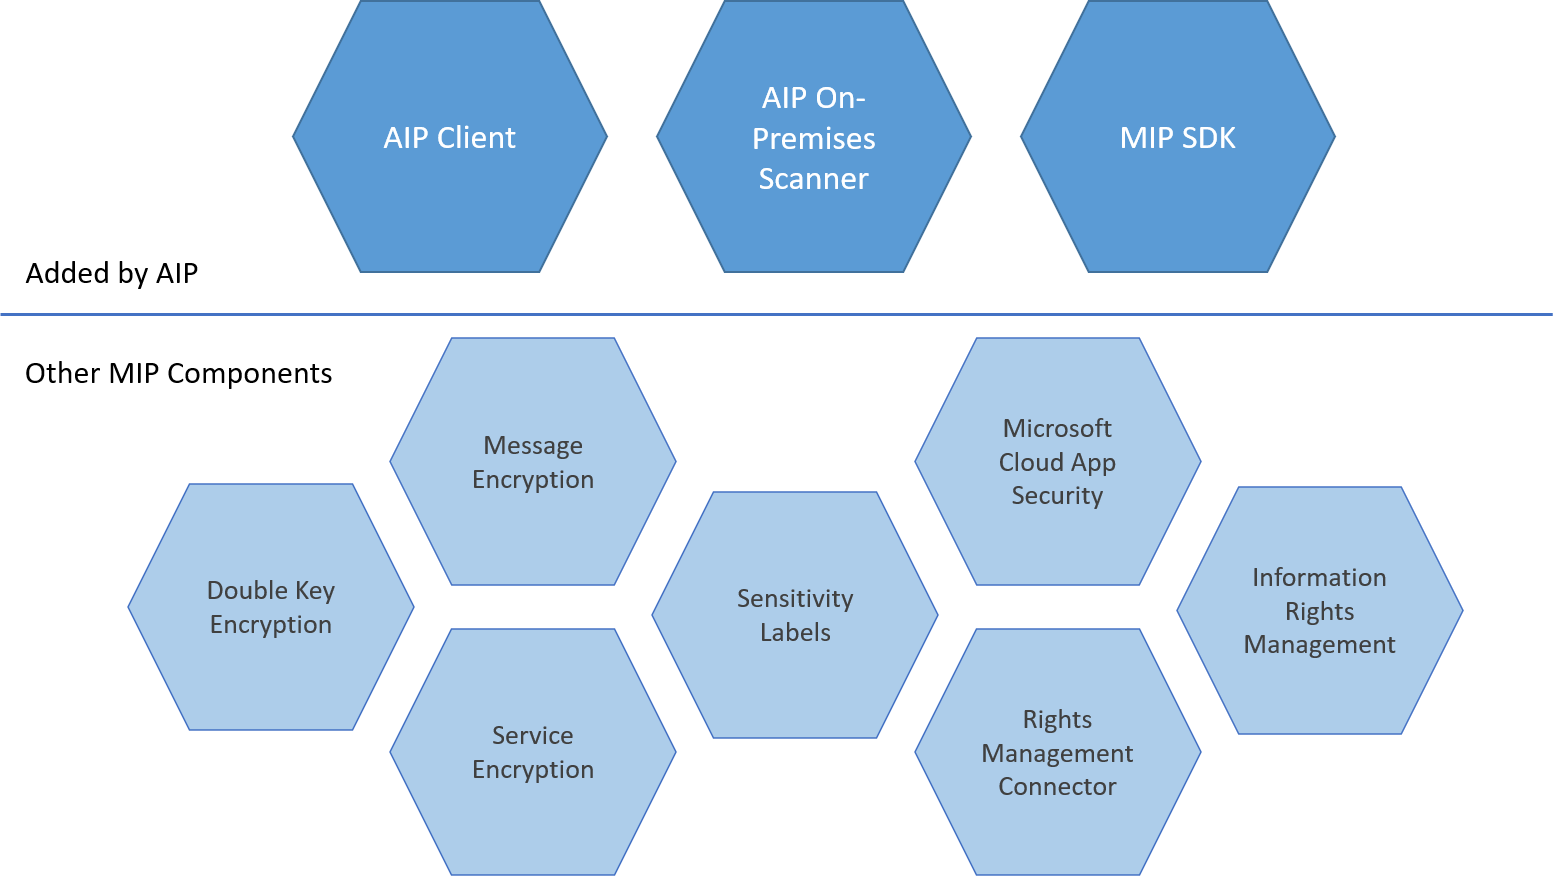 AIP Client
AIP On-
Premises
Scanner
MIP SDK
Added by AIP
Other MIP Components
Message
Encryption
Microsoft
Cloud App
Security
Double Key
Encryption
Sensitivity
Labels
Information
Rights
Management
Service
Encryption
Rights
Management
Connector